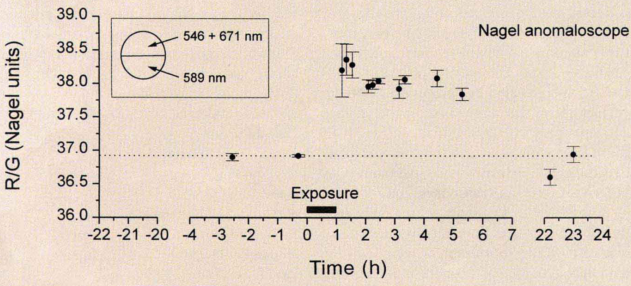 Nagel anomaloscope
546 + 671 nm
589 nm
R/G (Nagel units)
39.0
38.5
38.0
37.5
37.0
36.5
36.0
Exposure
-22 -21 -20 -4 -3 -2 -1 0 1 2 3 4 5 6 7 22 23 24
Time (h)